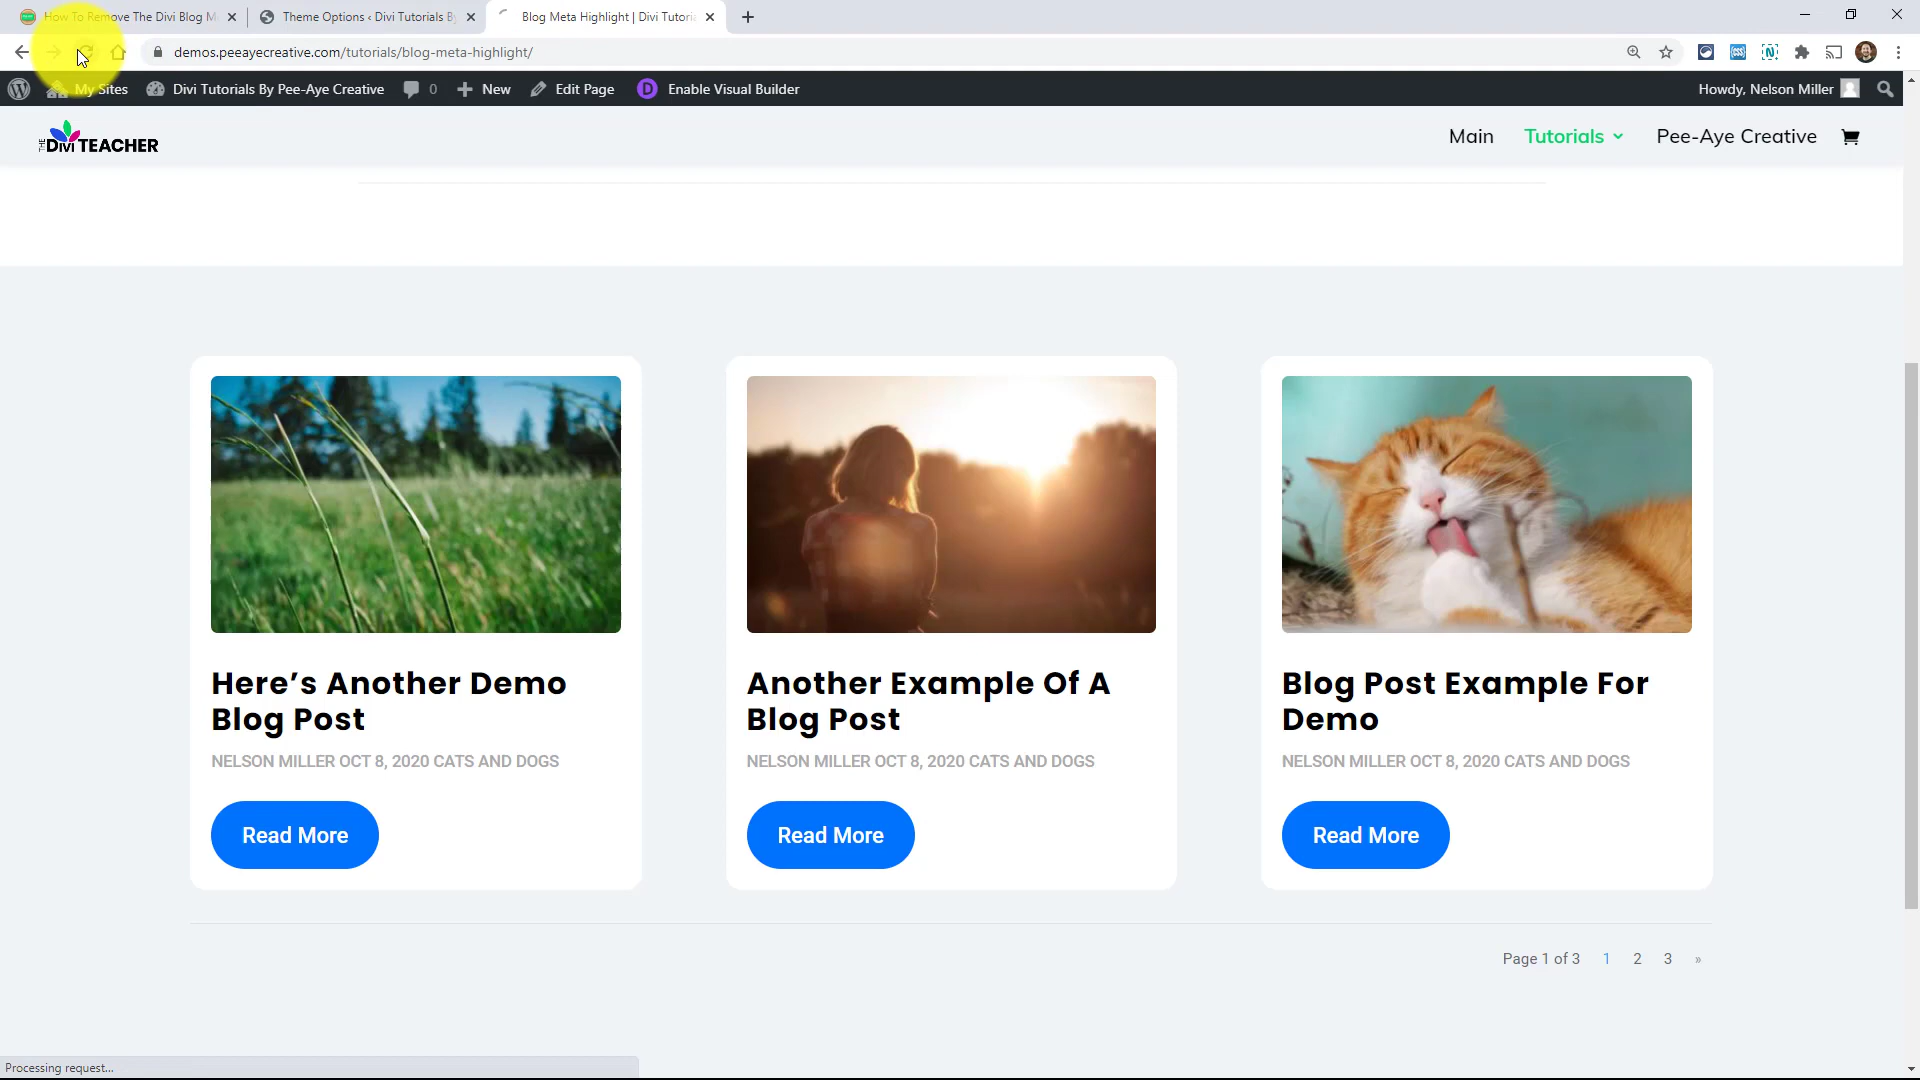 How To Remove The Divi Blog M
Theme Options ‹ Divi Tutorials B
Blog Meta Highlight | Divi Tutoria
demos.peeayecreative.com/tutorials/blog-meta-highlight/
My Sites
Divi Tutorials By Pee-Aye Creative
0
New
Edit Page
D
Enable Visual Builder
Howdy, Nelson Miller
THE DIVI TEACHER
Main
Tutorials
Pee-Aye Creative
Here’s Another Demo
Blog Post
NELSON MILLER OCT 8, 2020 CATS AND DOGS
Read More
Another Example Of A
Blog Post
NELSON MILLER OCT 8, 2020 CATS AND DOGS
Read More
Blog Post Example For
Demo
NELSON MILLER OCT 8, 2020 CATS AND DOGS
Read More
Page 1 of 3 1 2 3 »
Processing request...